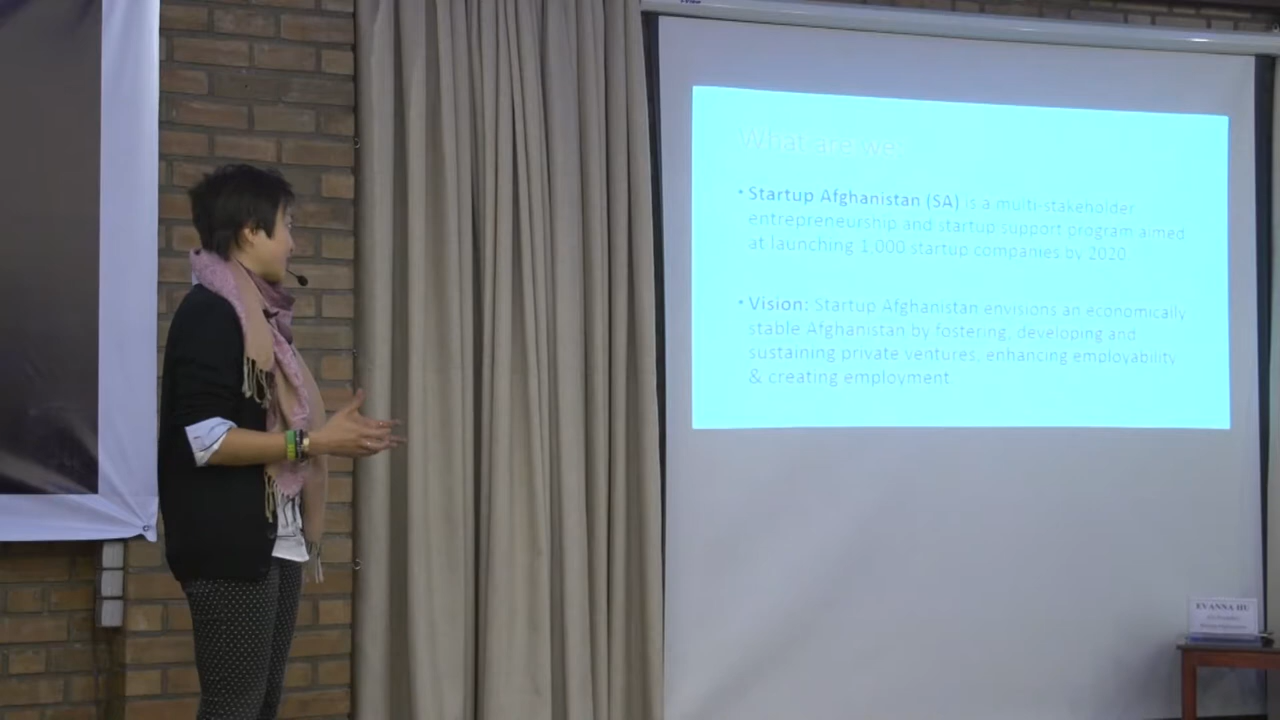 What are we:
• Startup Afghanistan (SA) is a multi-stakeholder
entrepreneurship and startup support program aimed
at launching 1,000 startup companies by 2020
• Vision: Startup Afghanistan envisions an economically
stable Afghanistan by fostering, developing and
sustaining private ventures, enhancing employability
& creating employment.
EVANNA HU